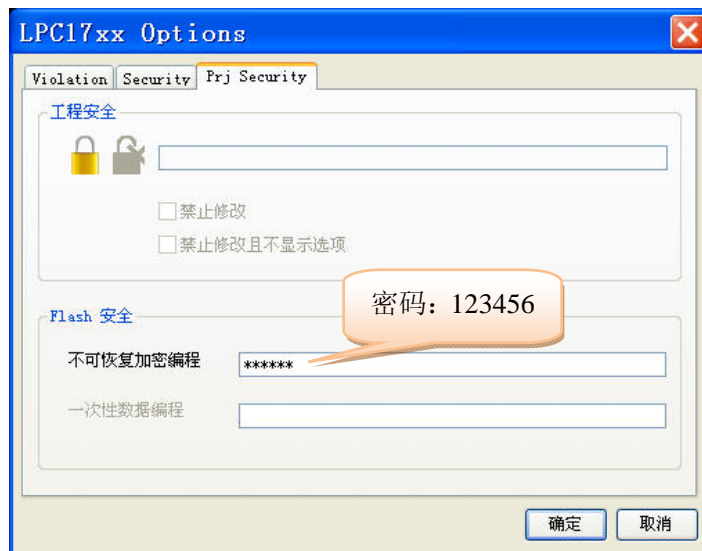 LPC17xx Options
Violation Security Prj Security
工程安全
禁止修改
禁止修改且不显示选项
密码：123456
Flash 安全
不可恢复加密编程 ******
一次性数据编程
确定 取消